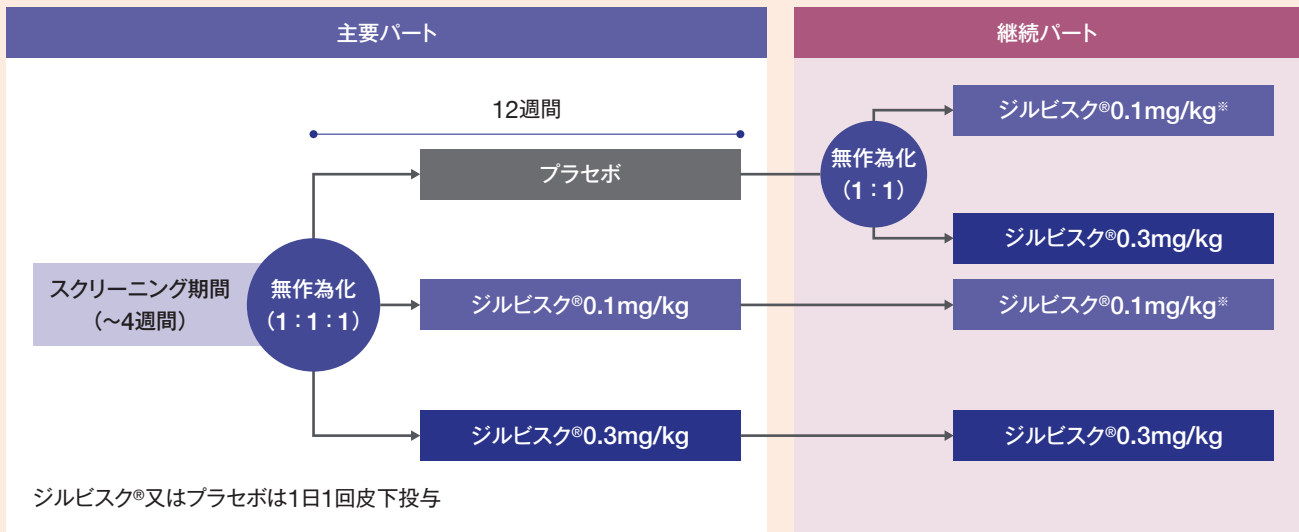 主要パート
継続パート
12週間
プラセボ
無作為化
(1:1)
ジルビスク®0.1mg/kg※
ジルビスク®0.3mg/kg
スクリーニング期間
(~4週間)
無作為化
(1:1:1)
ジルビスク®0.1mg/kg
ジルビスク®0.1mg/kg※
ジルビスク®0.3mg/kg
ジルビスク®0.3mg/kg
ジルビスク®又はプラセボは1日1回皮下投与